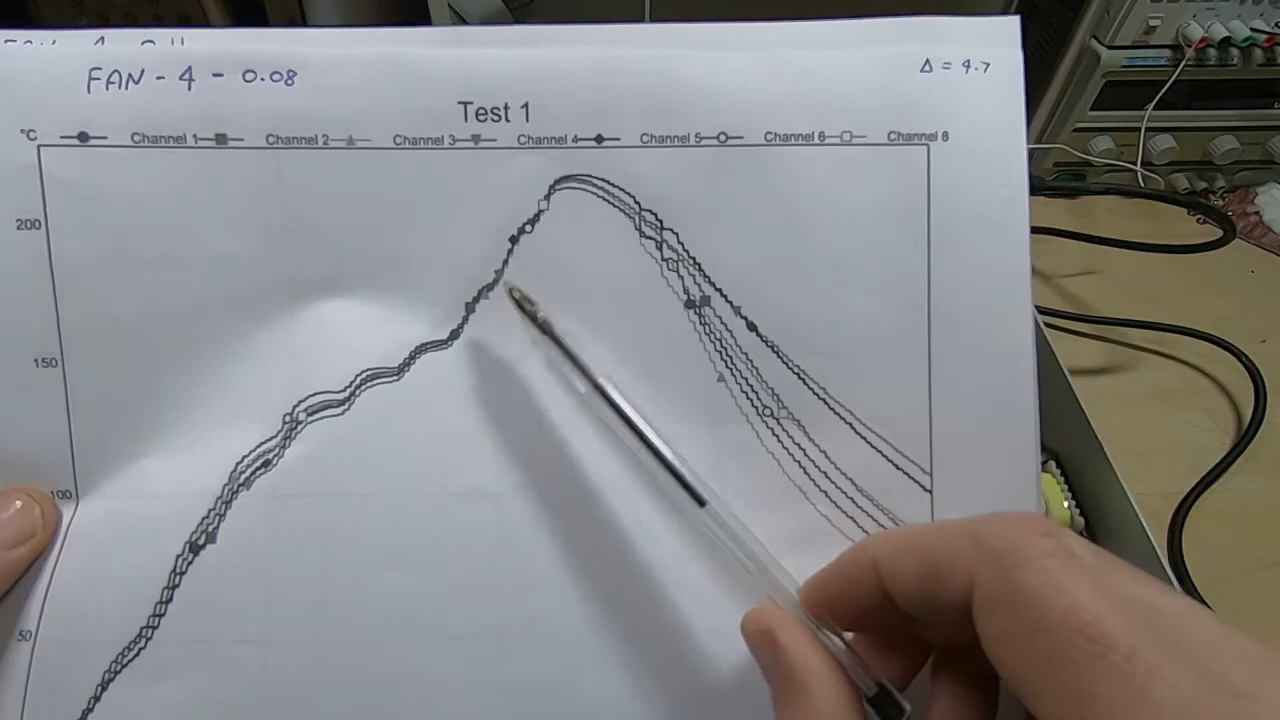 FAN - 4 - 0.08
Δ = 9.7
Test 1
°C
Channel 1 Channel 2 Channel 3 Channel 4 Channel 5 Channel 6 Channel 8
200
150
100
50